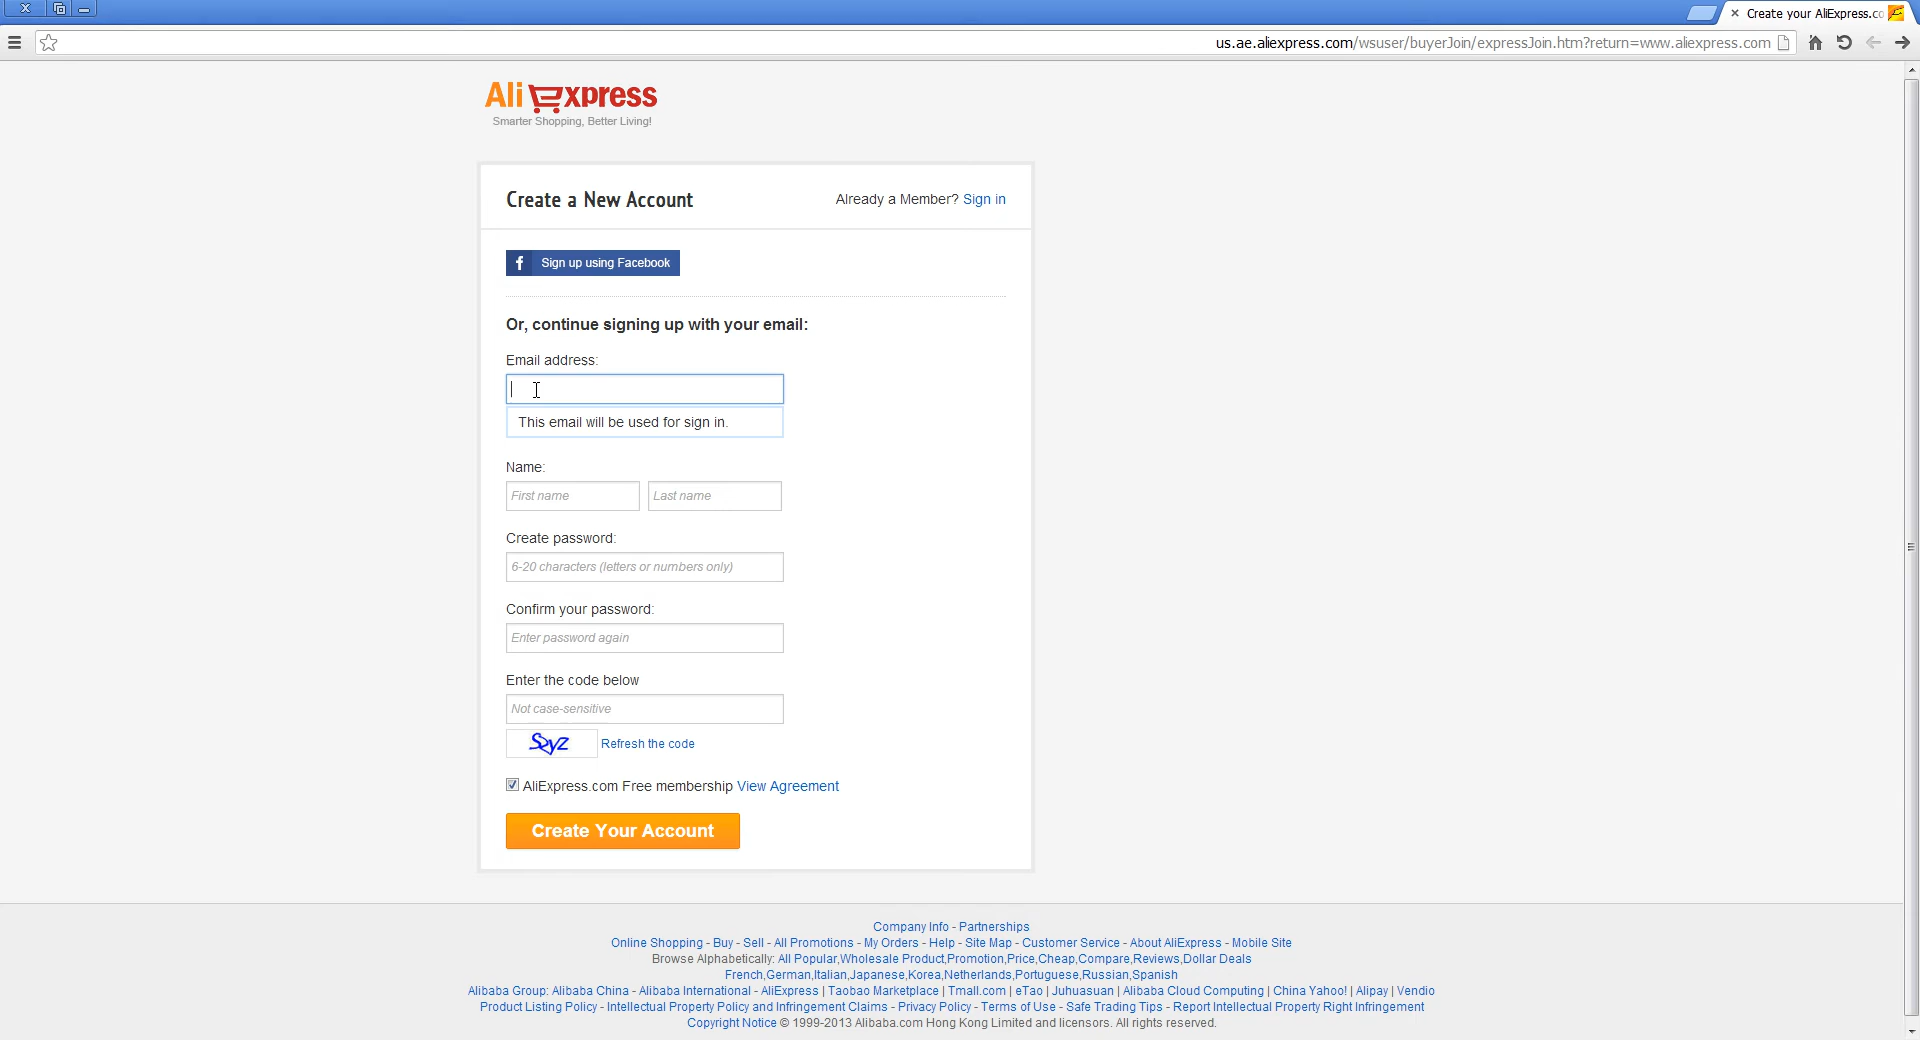 Create your AliExpress.co
us.ae.aliexpress.com/wsuser/buyerJoin/expressJoin.htm?return=www.aliexpress.com
AliExpress
Smarter Shopping, Better Living!
Create a New Account
Already a Member? Sign in
f Sign up using Facebook
Or, continue signing up with your email:
Email address:
This email will be used for sign in.
Name:
First name Last name
Create password:
6-20 characters (letters or numbers only)
Confirm your password:
Enter password again
Enter the code below
Not case-sensitive
Refresh the code
AliExpress.com Free membership View Agreement
Create Your Account
Company Info - Partnerships
Online Shopping - Buy - Sell - All Promotions - My Orders - Help - Site Map - Customer Service - About AliExpress - Mobile Site
Browse Alphabetically: All Popular,Wholesale Product,Promotion,Price,Cheap,Compare,Reviews,Dollar Deals
French,German,Italian,Japanese,Korea,Netherlands,Portuguese,Russian,Spanish
Alibaba Group: Alibaba China - Alibaba International - AliExpress | Taobao Marketplace | Tmall.com | eTao | Juhuasuan | Alibaba Cloud Computing | China Yahoo! | Alipay | Vendio
Product Listing Policy - Intellectual Property Policy and Infringement Claims - Privacy Policy - Terms of Use - Safe Trading Tips - Report Intellectual Property Right Infringement
Copyright Notice © 1999-2013 Alibaba.com Hong Kong Limited and licensors. All rights reserved.